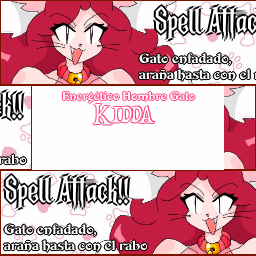 Spell Attack
Gato enfadado,
araña hasta con el r
ck!!
rabo
Energético Hombre Gato
KIDDA
Spell Attack!!
Gato enfadado,
araña hasta con el rabo